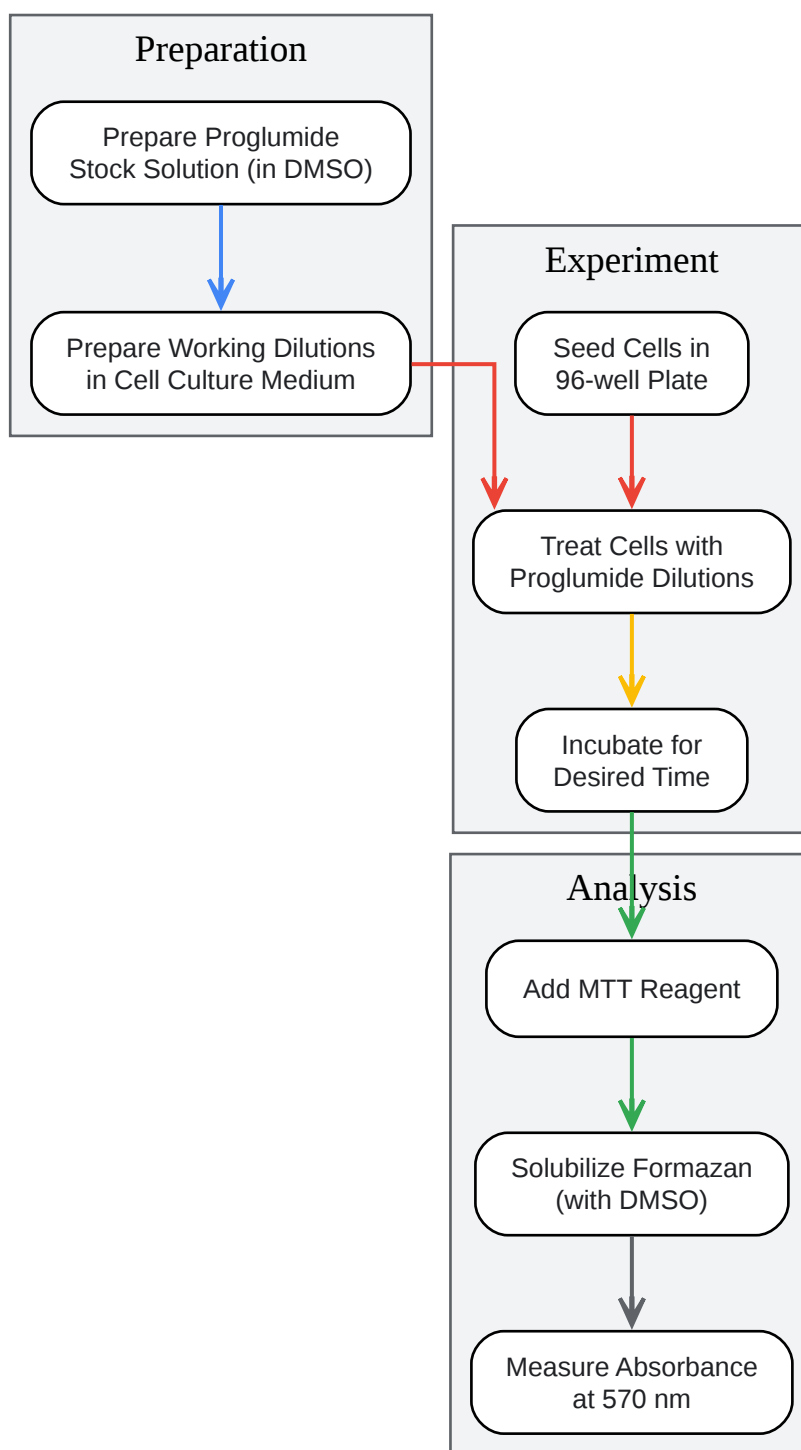 Preparation
Prepare Proglumide
Stock Solution (in DMSO)
Prepare Working Dilutions
in Cell Culture Medium
Experiment
Seed Cells in
96-well Plate
Treat Cells with
Proglumide Dilutions
Incubate for
Desired Time
Analysis
Add MTT Reagent
Solubilize Formazan
(with DMSO)
Measure Absorbance
at 570 nm